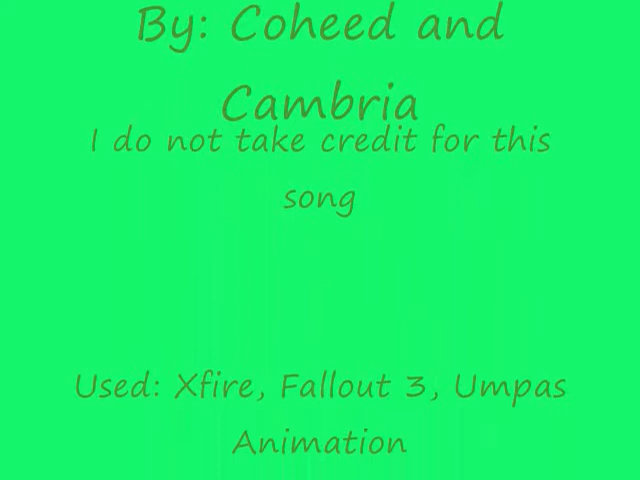 By: Coheed and
Cambria
I do not take credit for this
song
Used: Xfire, Fallout 3, Umpas
Animation